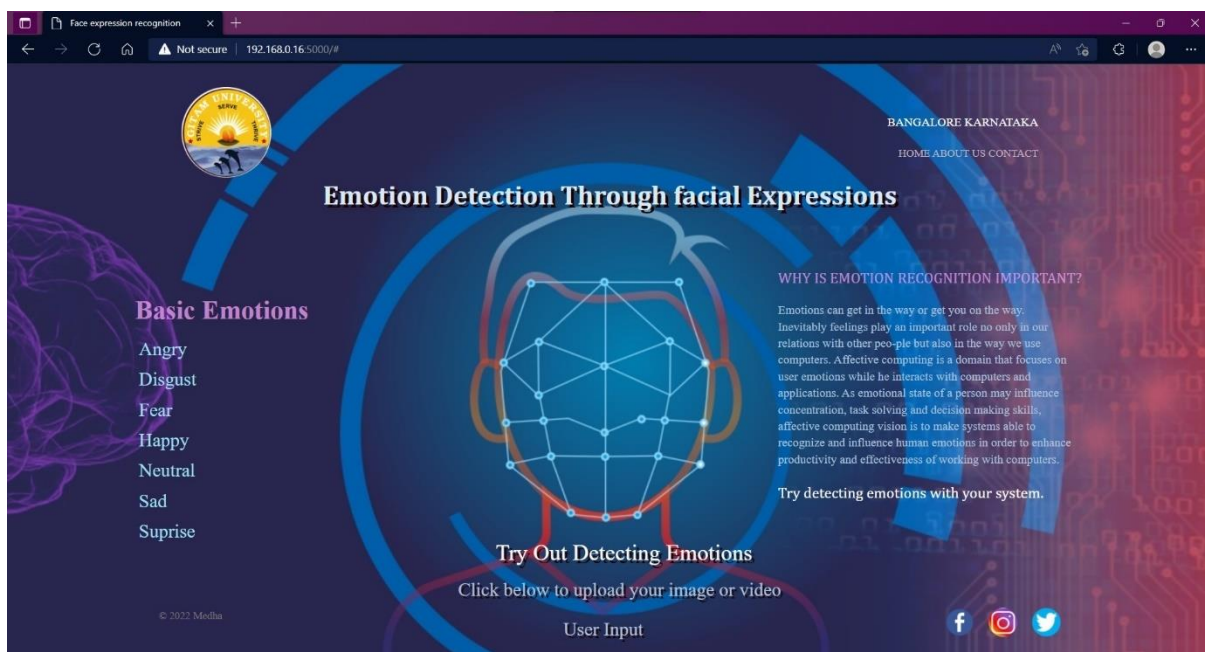 Face expression recognition
Not secure 192.168.0.16:5000/#
GITAM UNIVERSITY
STRIVE SERVE THRIVE
BANGALORE KARNATAKA
HOME ABOUT US CONTACT
Emotion Detection Through facial Expressions
Basic Emotions
Angry
Disgust
Fear
Happy
Neutral
Sad
Suprise
WHY IS EMOTION RECOGNITION IMPORTANT?
Emotions can get in the way or get you on the way.
Inevitably feelings play an important role no only in our
relations with other peo-ple but also in the way we use
computers. Affective computing is a domain that focuses on
user emotions while he interacts with computers and
applications. As emotional state of a person may influence
concentration, task solving and decision making skills,
affective computing vision is to make systems able to
recognize and influence human emotions in order to enhance
productivity and effectiveness of working with computers.
Try detecting emotions with your system.
Try Out Detecting Emotions
Click below to upload your image or video
User Input
© 2022 Medha